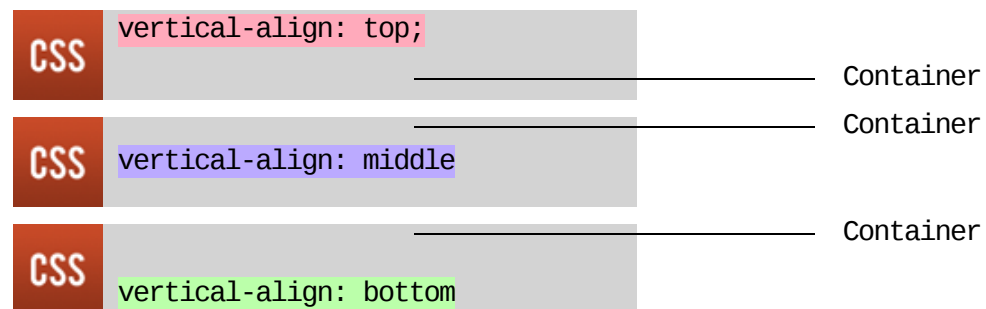 CSS vertical-align: top;
Container
Container
CSS vertical-align: middle
Container
CSS
vertical-align: bottom